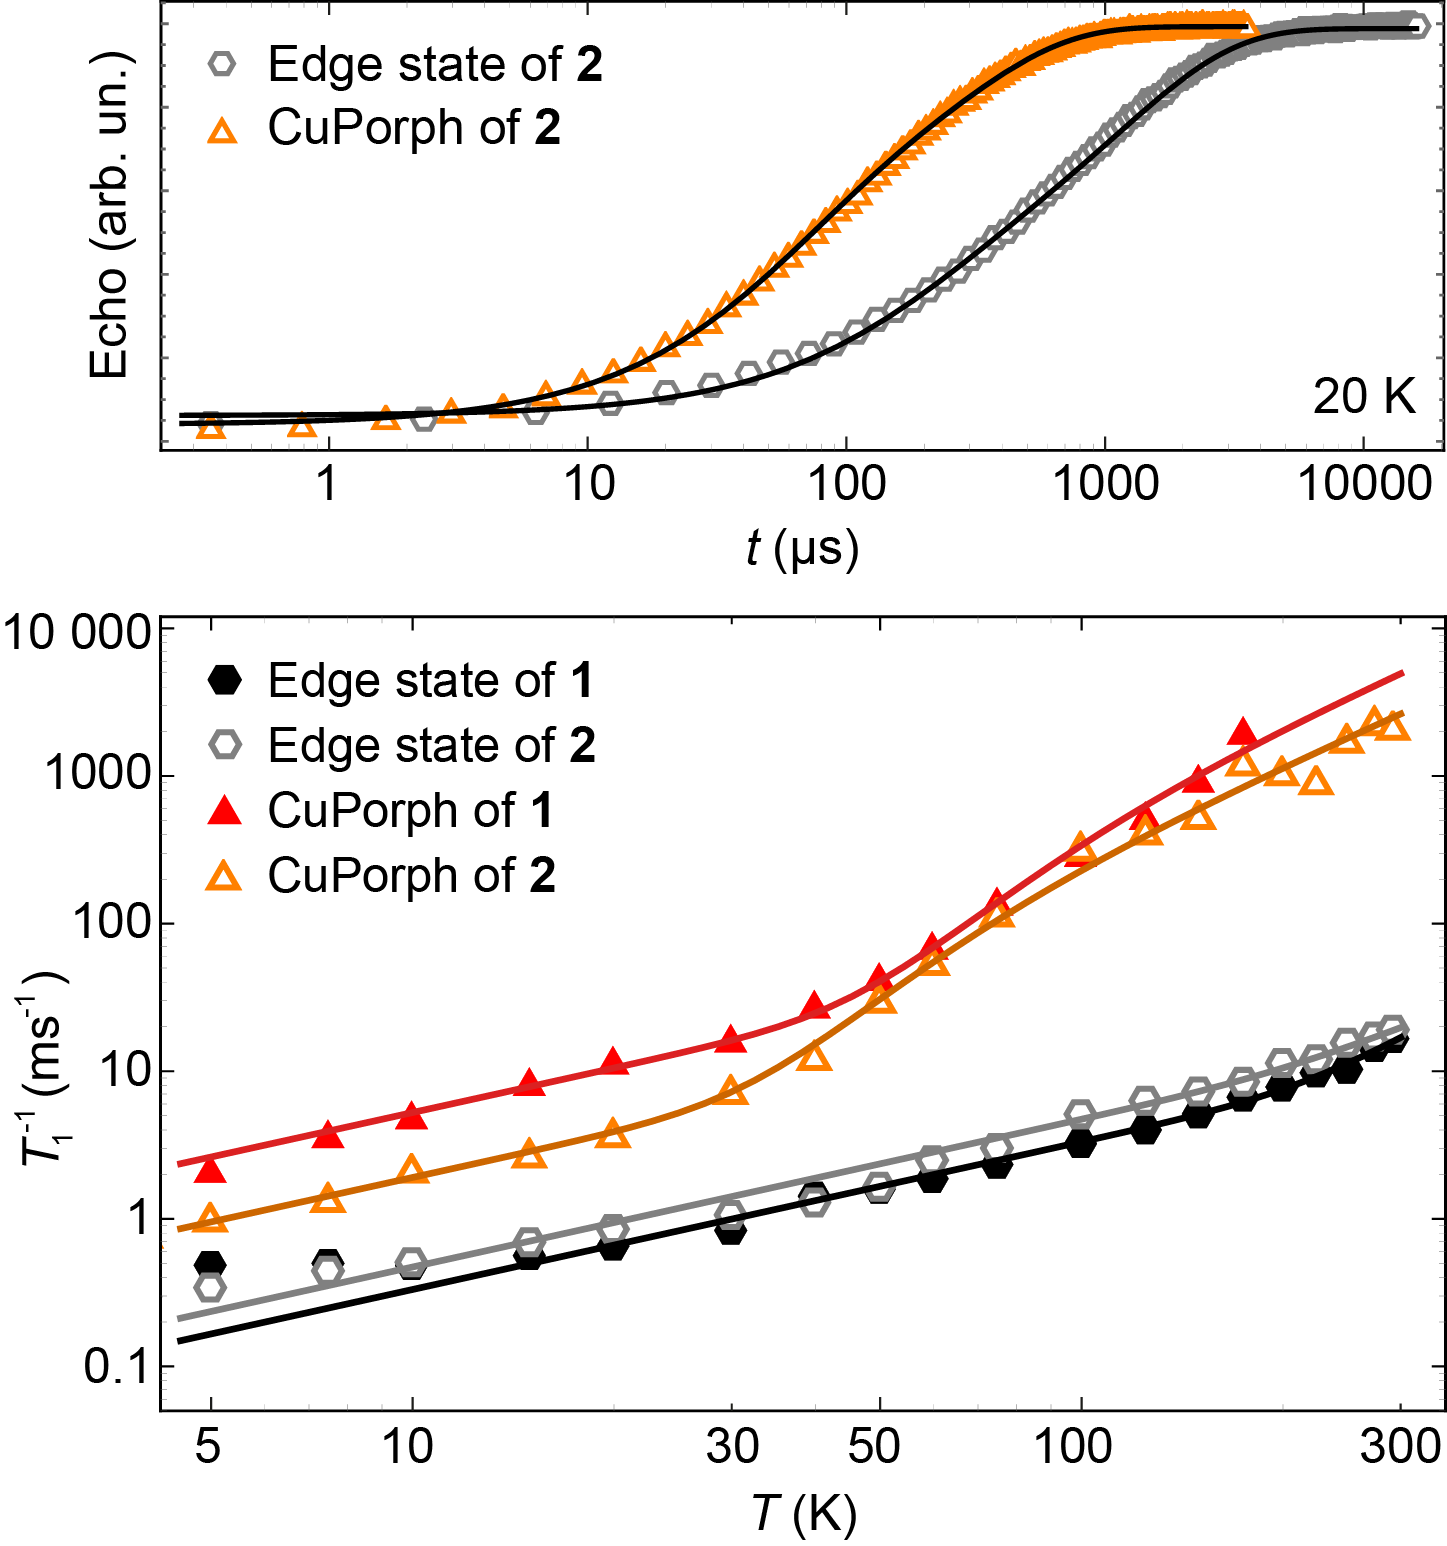 Echo (arb. un.)
Edge state of 2
CuPorph of 2
20 K
1 10 100 1000 10000
t (µs)
T₁⁻¹ (ms⁻¹)
10 000
1000
100
10
1
0.1
Edge state of 1
Edge state of 2
CuPorph of 1
CuPorph of 2
5 10 30 50 100 300
T (K)